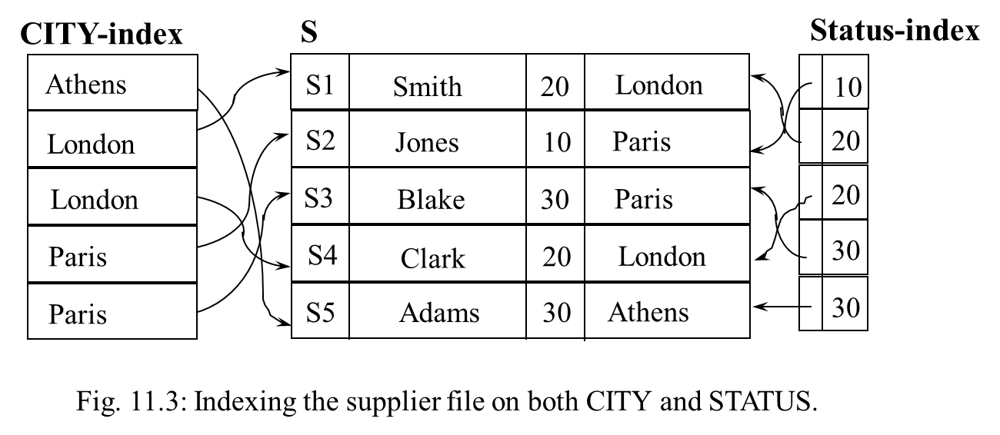 CITY-index S Status-index
Athens S1 Smith 20 London 10
London S2 Jones 10 Paris 20
London S3 Blake 30 Paris 20
Paris S4 Clark 20 London 30
Paris S5 Adams 30 Athens 30
Fig. 11.3: Indexing the supplier file on both CITY and STATUS.